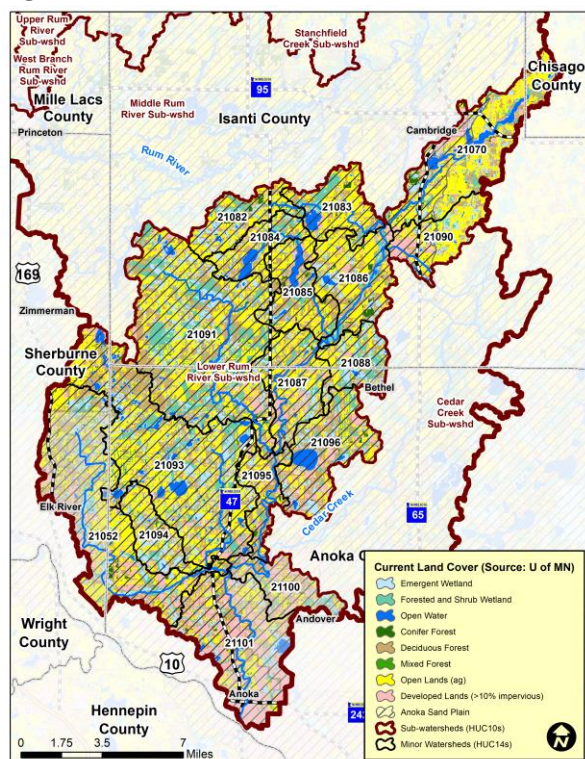 Upper Rum
River
Sub-wshd
Stanchfield
Creek Sub-wshd
West Branch
Rum River
Sub-wshd
Chisago
County
95
Mille Lacs
County
Middle Rum
River Sub-wshd
Isanti County
Cambridge
Princeton
21070
Rum River
21082
21083
21084
21090
169
21086
21085
21091
Zimmerman
21088
Sherburne
County
Lower Rum
River Sub-wshd
21087
Bethel
Cedar
Creek
Sub-wshd
21096
21093
21095
47
Elk River
65
21052
21094
Cedar Creek
Anoka C
21100
Andover
Wright
County
21101
10
Anoka
Hennepin
County
Current Land Cover (Source: U of MN)
Emergent Wetland
Forested and Shrub Wetland
Open Water
Conifer Forest
Deciduous Forest
Mixed Forest
Open Lands (ag)
Developed Lands (>10% impervious)
Anoka Sand Plain
Sub-watersheds (HUC10s)
Minor Watersheds (HUC14s)
0 1.75 3.5 7
Miles
N